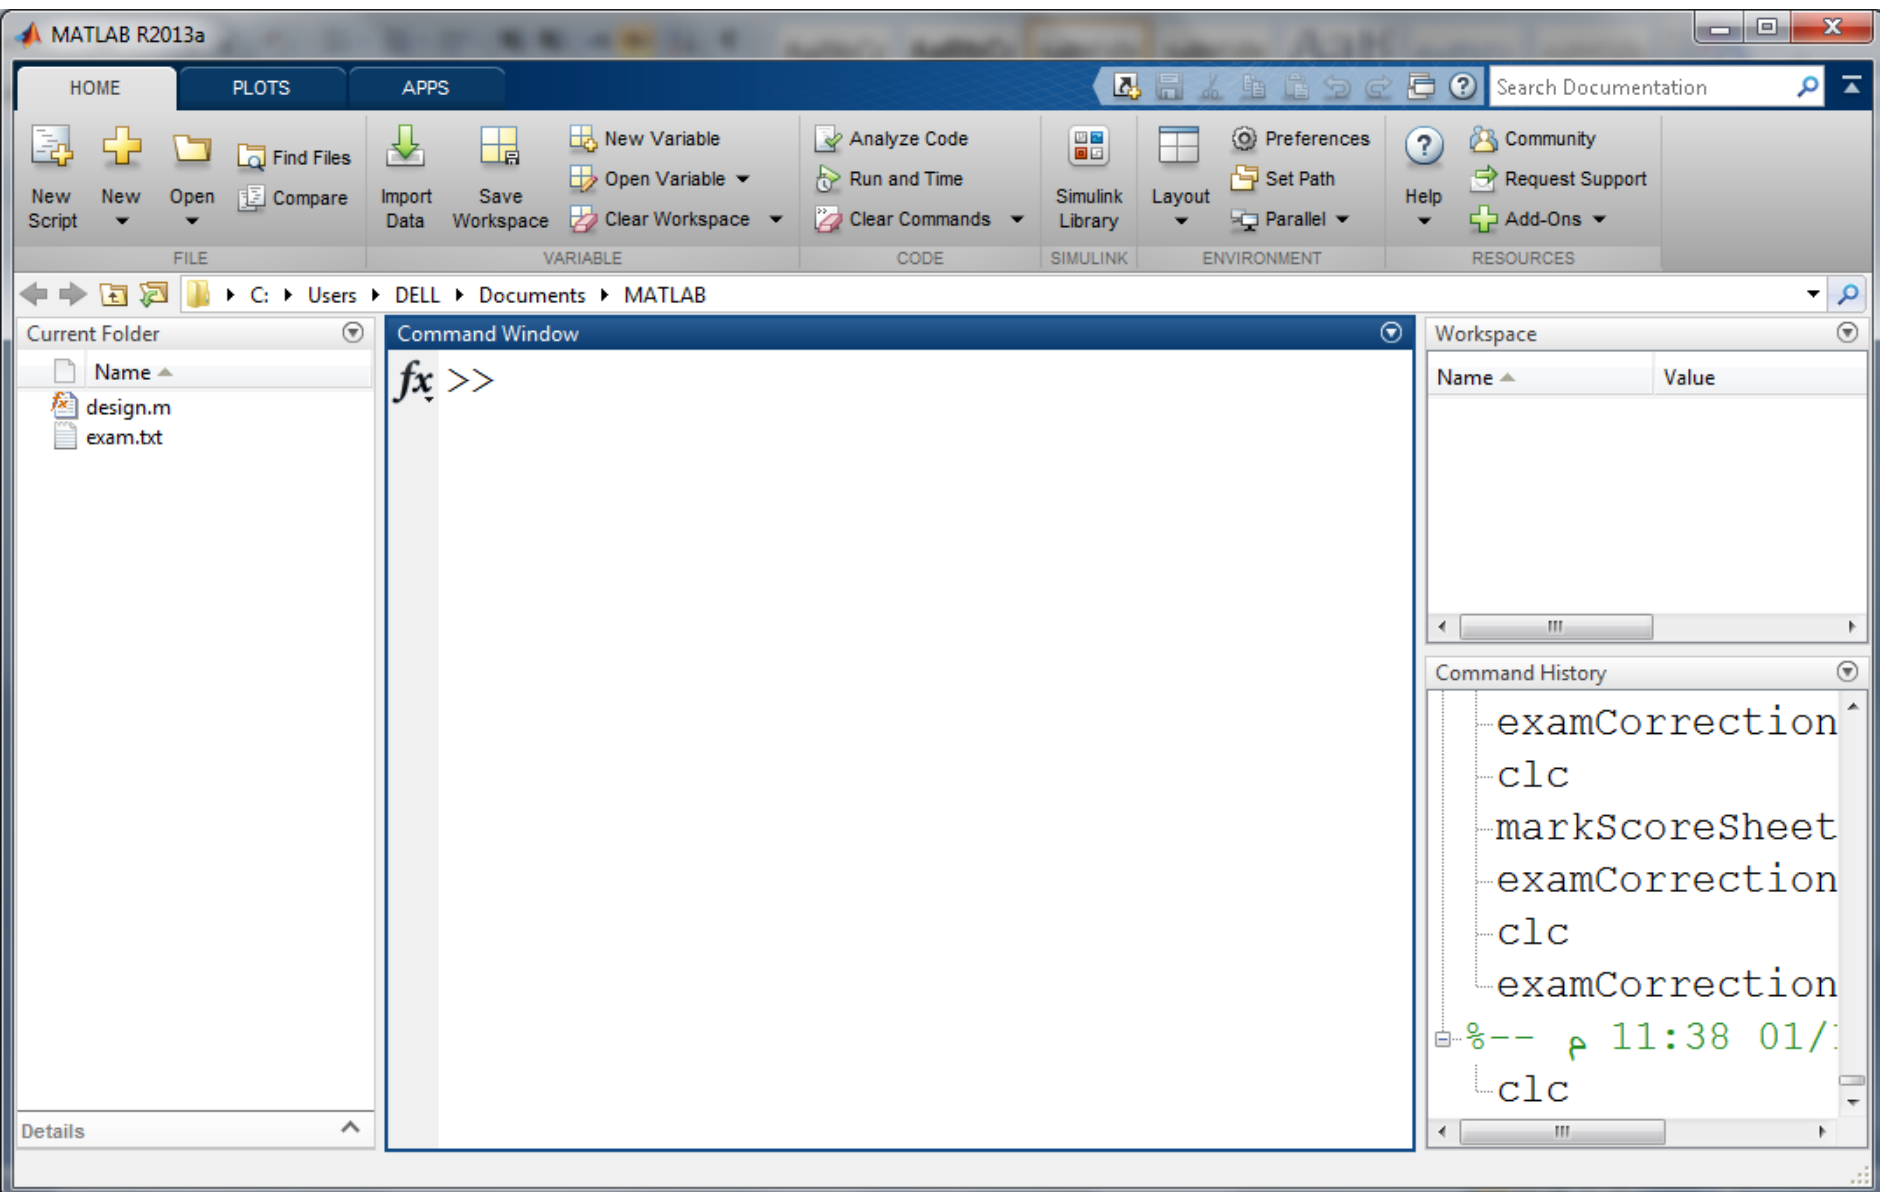 MATLAB R2013a
HOME PLOTS APPS Search Documentation
New Script
New
Open
Find Files
Compare
FILE
Import Data
Save Workspace
New Variable
Open Variable
Clear Workspace
VARIABLE
Analyze Code
Run and Time
Clear Commands
CODE
Simulink Library
SIMULINK
Layout
Preferences
Set Path
Parallel
ENVIRONMENT
Help
Community
Request Support
Add-Ons
RESOURCES
C: Users DELL Documents MATLAB
Current Folder
Name
design.m
exam.txt
Details
Command Window
fx >>
Workspace
Name Value
Command History
examCorrection
clc
markScoreSheet
examCorrection
clc
examCorrection
%-- م 11:38 01/
clc